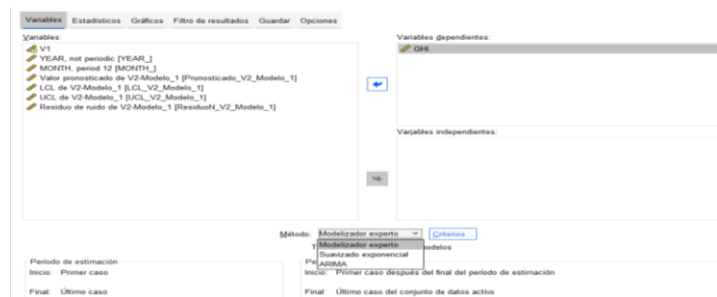 Variables Estadísticos Gráficos Filtro de resultados Guardar Opciones
Variables:
V1
YEAR, not periodic [YEAR_]
MONTH, period 12 [MONTH_]
Valor pronosticado de V2-Modelo_1 [Pronosticado_V2_Modelo_1]
LCL de V2-Modelo_1 [LCL_V2_Modelo_1]
UCL de V2-Modelo_1 [UCL_V2_Modelo_1]
Residuo de ruido de V2-Modelo_1 [ResiduoN_V2_Modelo_1]
Variables dependientes:
GHI
Variables independientes:
Método: Modelizador experto Criterios...
Modelizador experto
Suavizado exponencial
ARIMA
T odelos
Período de estimación
Inicio: Primer caso
Final: Último caso
Pe
Inicio: Primer caso después del final del período de estimación
Final: Último caso del conjunto de datos activo